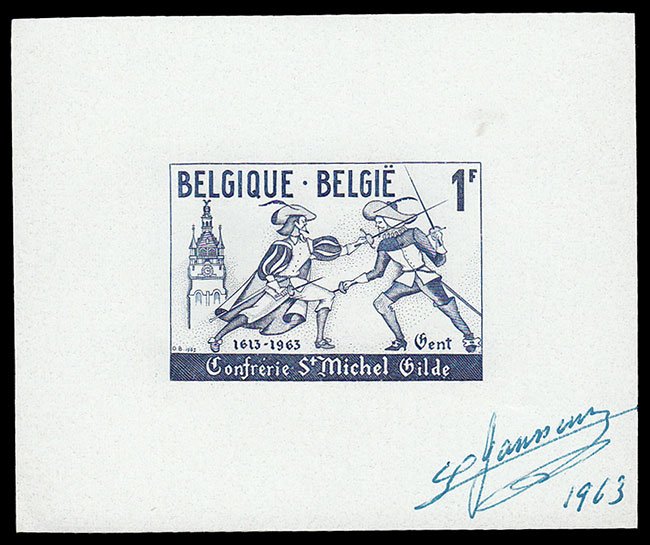 BELGIQUE · BELGIË 1F
1613-1963 Gent
Confrérie St Michel Gilde
1963